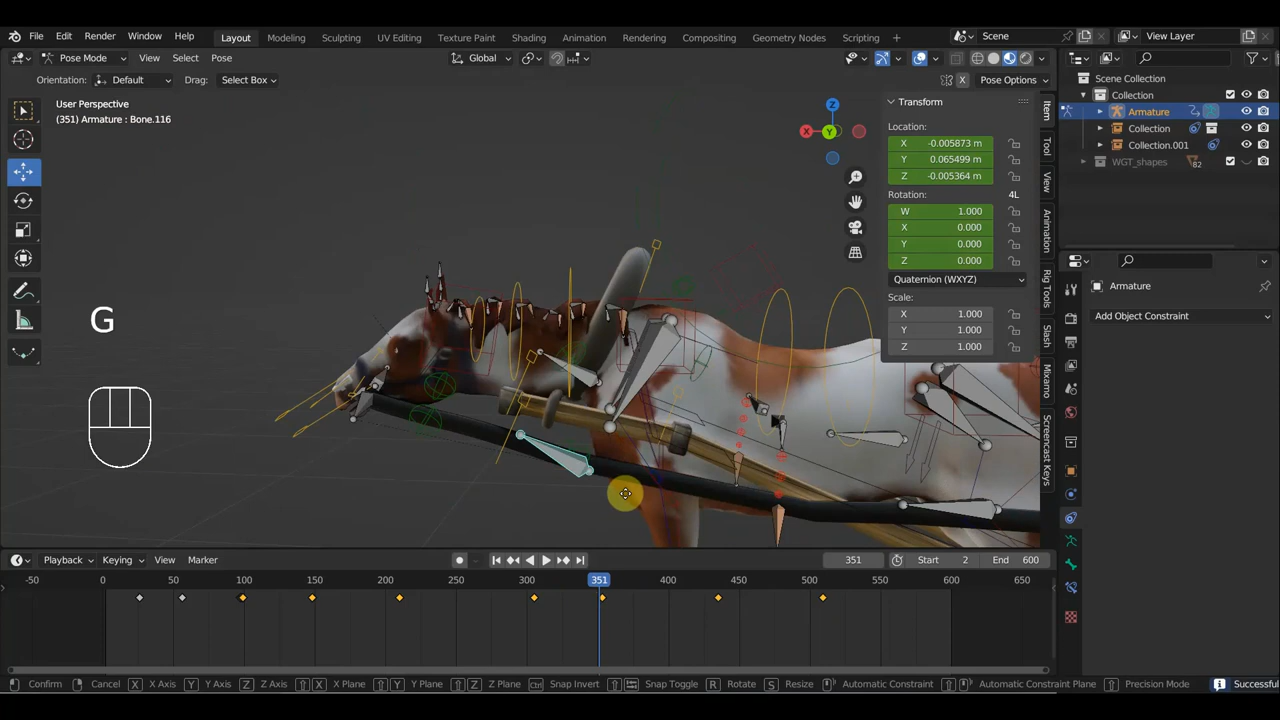 File Edit Render Window Help Layout Modeling Sculpting UV Editing Texture Paint Shading Animation Rendering Compositing Geometry Nodes Scripting + Scene View Layer
Pose Mode View Select Pose Global
Orientation: Default Drag: Select Box X Pose Options
User Perspective
(351) Armature : Bone.116
Scene Collection
Collection
Armature
Collection
Collection.001
WGT_shapes 82
Z
X Y
Transform
Location:
X -0.005873 m
Y 0.065499 m
Z -0.005364 m
Rotation: 4L
W 1.000
X 0.000
Y 0.000
Z 0.000
Quaternion (WXYZ)
Scale:
X 1.000
Y 1.000
Z 1.000
Item
Tool
View
Animation
Rig Tools
Slash
Mixamo
Screencast Keys
Armature
Add Object Constraint
G
Playback Keying View Marker 351 Start 2 End 600
-50 0 50 100 150 200 250 300 351 400 450 500 550 600 650
Confirm Cancel X X Axis Y Y Axis Z Z Axis X X Plane Y Y Plane Z Z Plane Ctrl Snap Invert Snap Toggle R Rotate S Resize Automatic Constraint Automatic Constraint Plane Precision Mode Successful